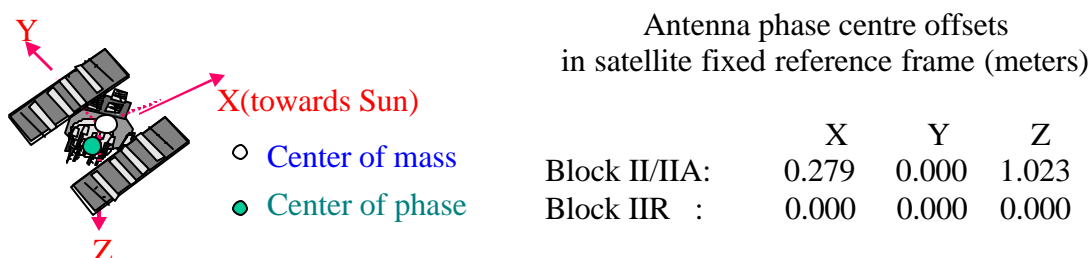 Y
X(towards Sun)
Center of mass
Center of phase
Z
Antenna phase centre offsets
in satellite fixed reference frame (meters)
X Y Z
Block II/IIA: 0.279 0.000 1.023
Block IIR : 0.000 0.000 0.000